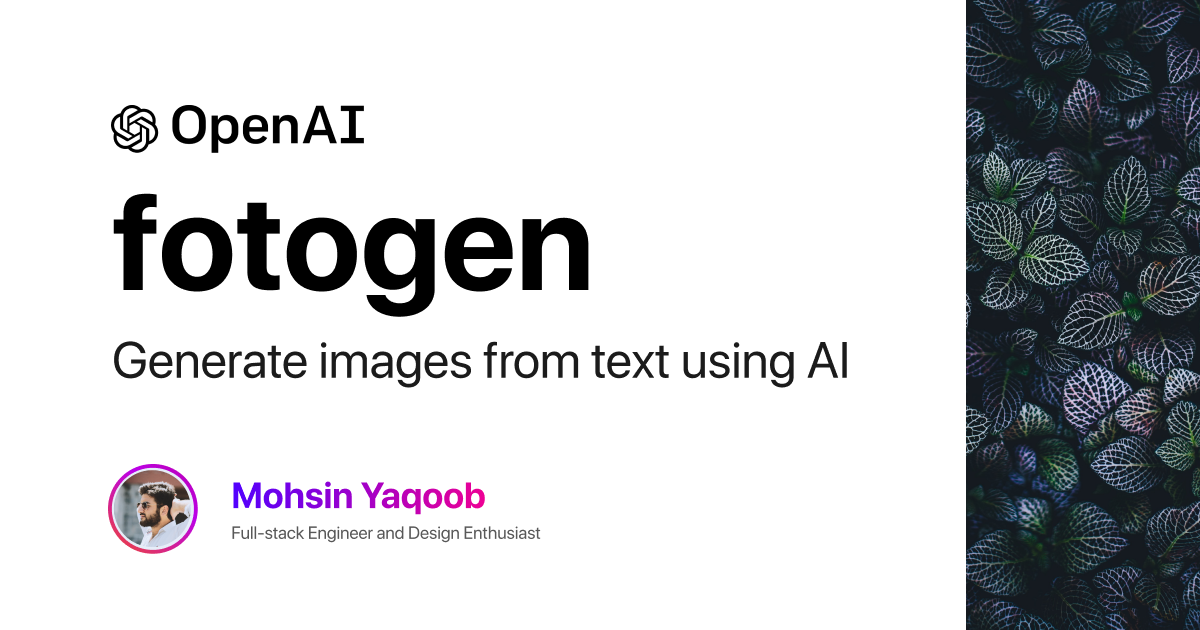 OpenAI
fotogen
Generate images from text using AI
Mohsin Yaqoob
Full-stack Engineer and Design Enthusiast